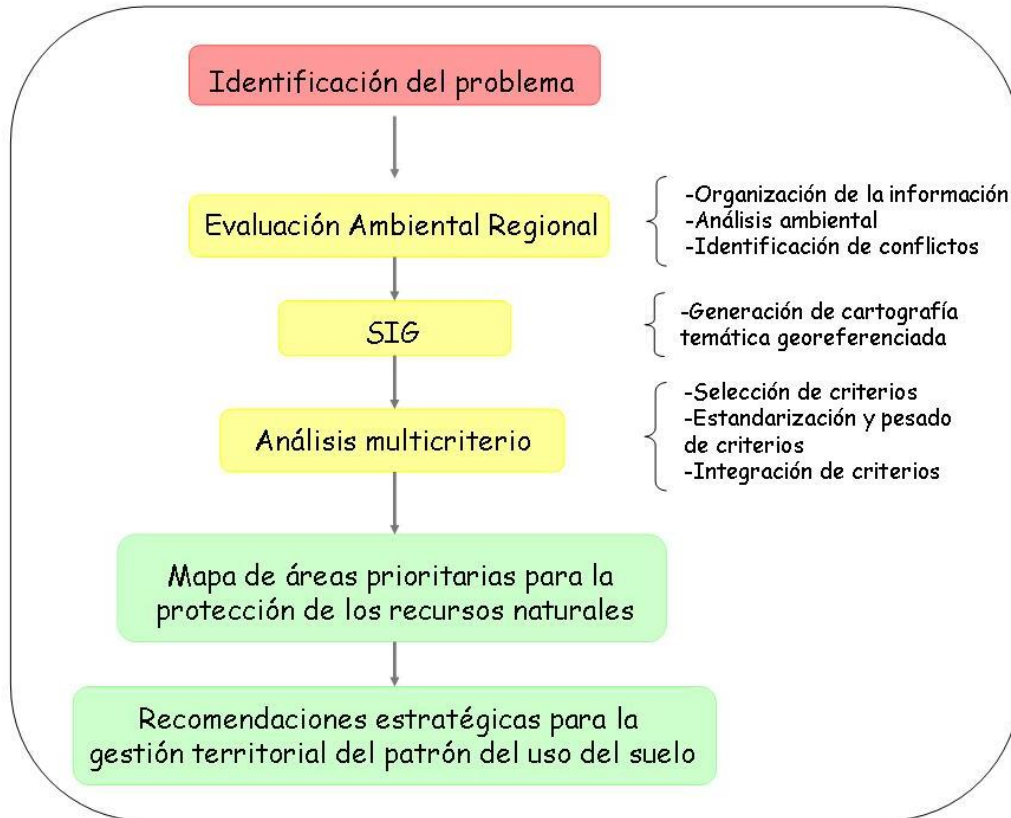 Identificación del problema
Evaluación Ambiental Regional
-Organización de la información
-Análisis ambiental
-Identificación de conflictos
SIG
-Generación de cartografía
temática georeferenciada
Análisis multicriterio
-Selección de criterios
-Estandarización y pesado
de criterios
-Integración de criterios
Mapa de áreas prioritarias para la
protección de los recursos naturales
Recomendaciones estratégicas para la
gestión territorial del patrón del uso del suelo